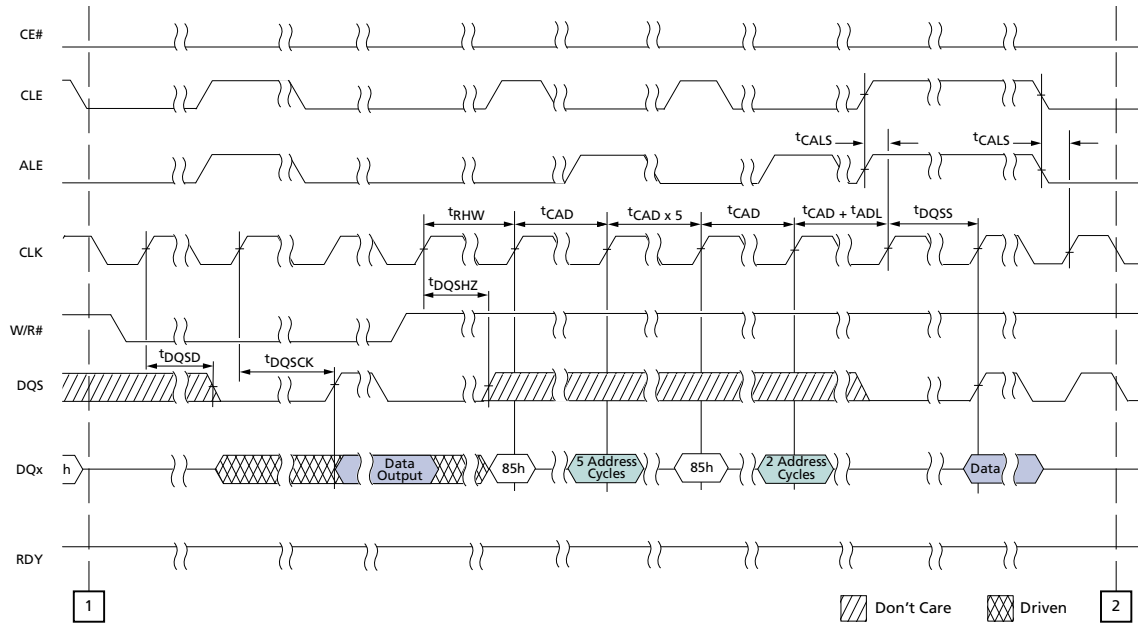 CE#
CLE
tCALS
tCALS
ALE
tRHW
tCAD
tCAD x 5
tCAD
tCAD + tADL
tDQSS
CLK
tDQSHZ
W/R#
tDQSD
tDQSCK
DQS
DQx
h
Data
Output
85h
5 Address
Cycles
85h
2 Address
Cycles
Data
RDY
1
Don't Care
Driven
2